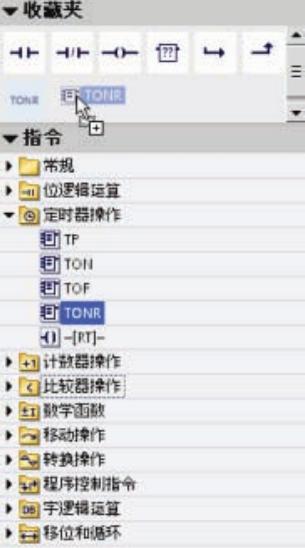 收藏夹
??
TONR TONR
指令
常规
位逻辑运算
定时器操作
TP
TON
TOF
TONR
-[RT]-
+1 计数器操作
< 比较器操作
±1 数学函数
移动操作
转换操作
程序控制指令
DB 字逻辑运算
移位和循环